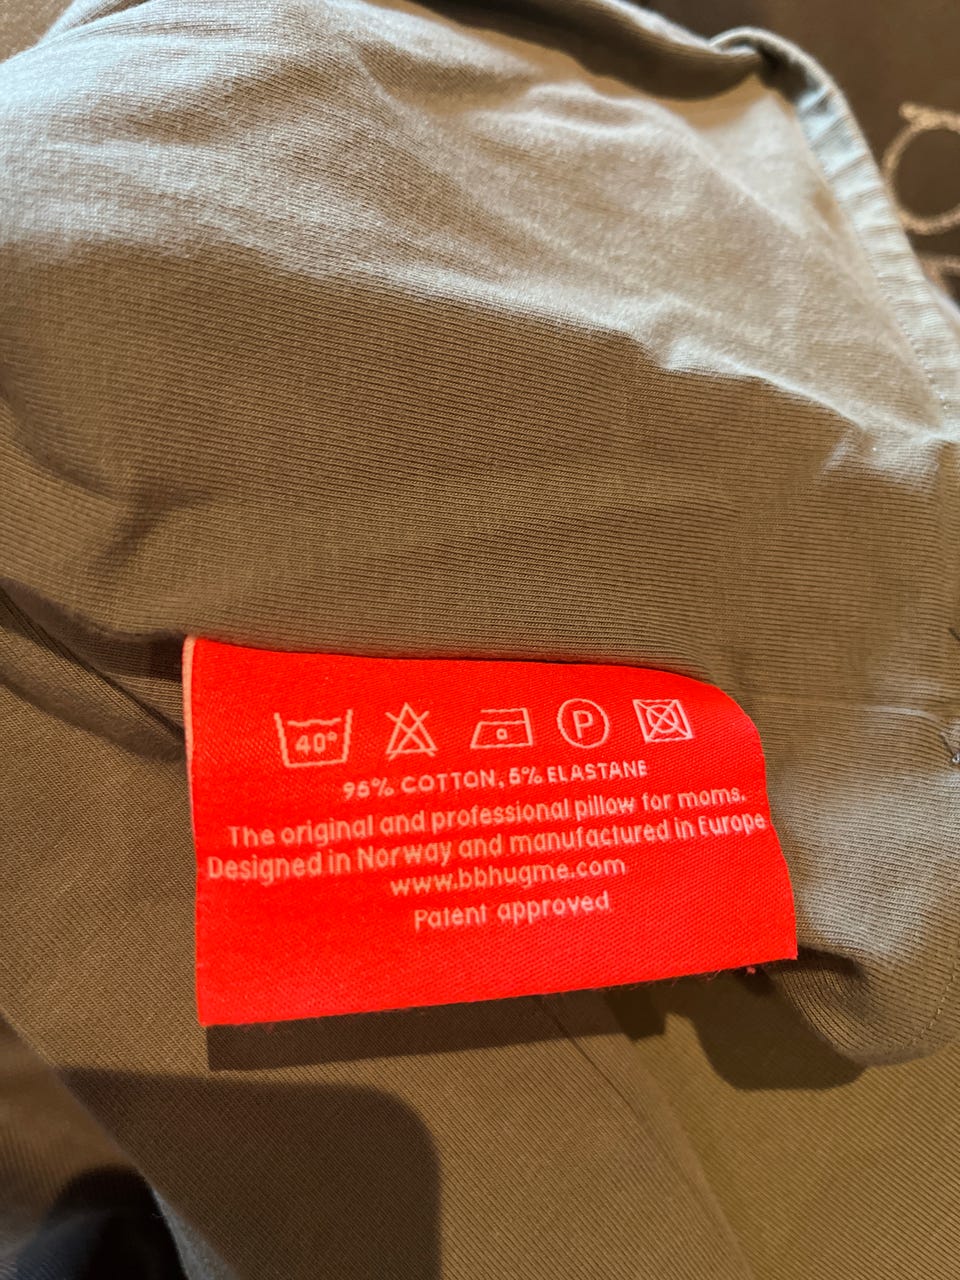 40°
P
95% COTTON, 5% ELASTANE
The original and professional pillow for moms.
Designed in Norway and manufactured in Europe
www.bbhugme.com
Patent approved